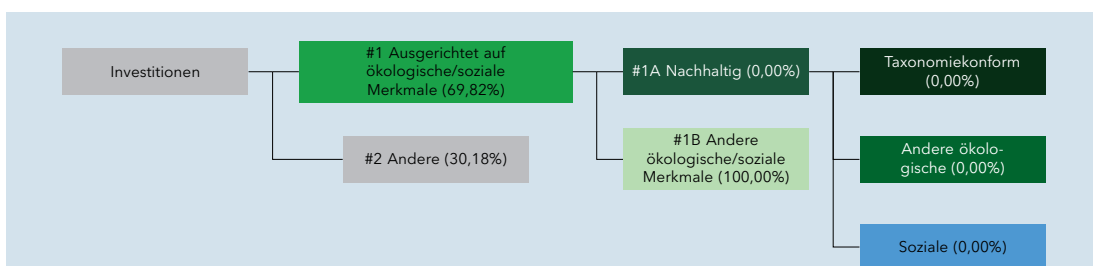 Investitionen
#1 Ausgerichtet auf
ökologische/soziale
Merkmale (69,82%)
#2 Andere (30,18%)
#1A Nachhaltig (0,00%)
#1B Andere
ökologische/soziale
Merkmale (100,00%)
Taxonomiekonform
(0,00%)
Andere ökolo-
gische (0,00%)
Soziale (0,00%)